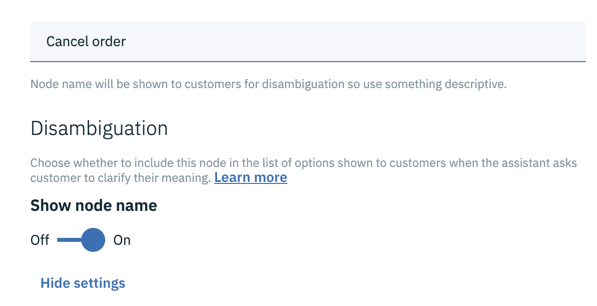 Cancel order
Node name will be shown to customers for disambiguation so use something descriptive.
Disambiguation
Choose whether to include this node in the list of options shown to customers when the assistant asks
customer to clarify their meaning. Learn more
Show node name
Off On
Hide settings